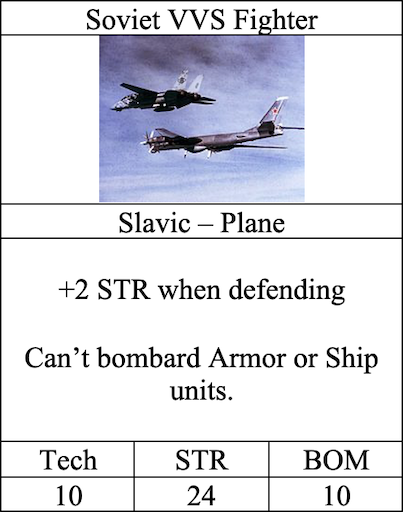 Soviet VVS Fighter
Slavic – Plane
+2 STR when defending
Can’t bombard Armor or Ship
units.
Tech STR BOM
10 24 10